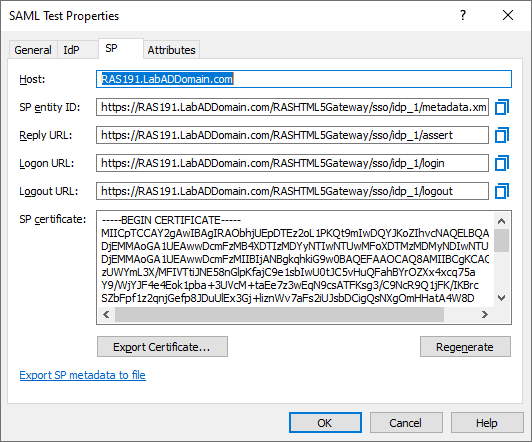 SAML Test Properties
General
IdP
SP
Attributes
Host:
RAS191.LabADDomain.com
SP entity ID:
https://RAS191.LabADDomain.com/RASHTML5Gateway/sso/idp_1/metadata.xm
Reply URL:
https://RAS191.LabADDomain.com/RASHTML5Gateway/sso/idp_1/assert
Logon URL:
https://RAS191.LabADDomain.com/RASHTML5Gateway/sso/idp_1/login
Logout URL:
https://RAS191.LabADDomain.com/RASHTML5Gateway/sso/idp_1/logout
SP certificate:
-----BEGIN CERTIFICATE-----
MIICpTCCAY2gAwIBAgIRAObhjUEpDTEz2oL1PKQt9mIwDQYJKoZIhvcNAQELBQA
DjEMMAoGA1UEAwwDcmFzMB4XDTIzMDYyNTIwNTUwMFoXDTMzMDMyNDIwNTU
DjEMMAoGA1UEAwwDcmFzMIIBIjANBgkqhkiG9w0BAQEFAAOCAQ8AMIIBCgKCAC
zUWYmL3X/MFIVTtiJNE58nGlpKfajC9e1sbIwU0tJC5vHuQFahBYrOZXx4xcq75a
Y9/WjYJF4e4Eok1pba+3UVcM+taEe7z3wEqN9csATFKsg3/C9NcR9Q1jFK/IKBrc
SZbFpf1z2qnjGefp8JDuUlEx3Gj+liznWv7aFs2iUJsbDCigQsNXgOmHHatA4W8D
Export Certificate...
Regenerate
Export SP metadata to file
OK
Cancel
Help